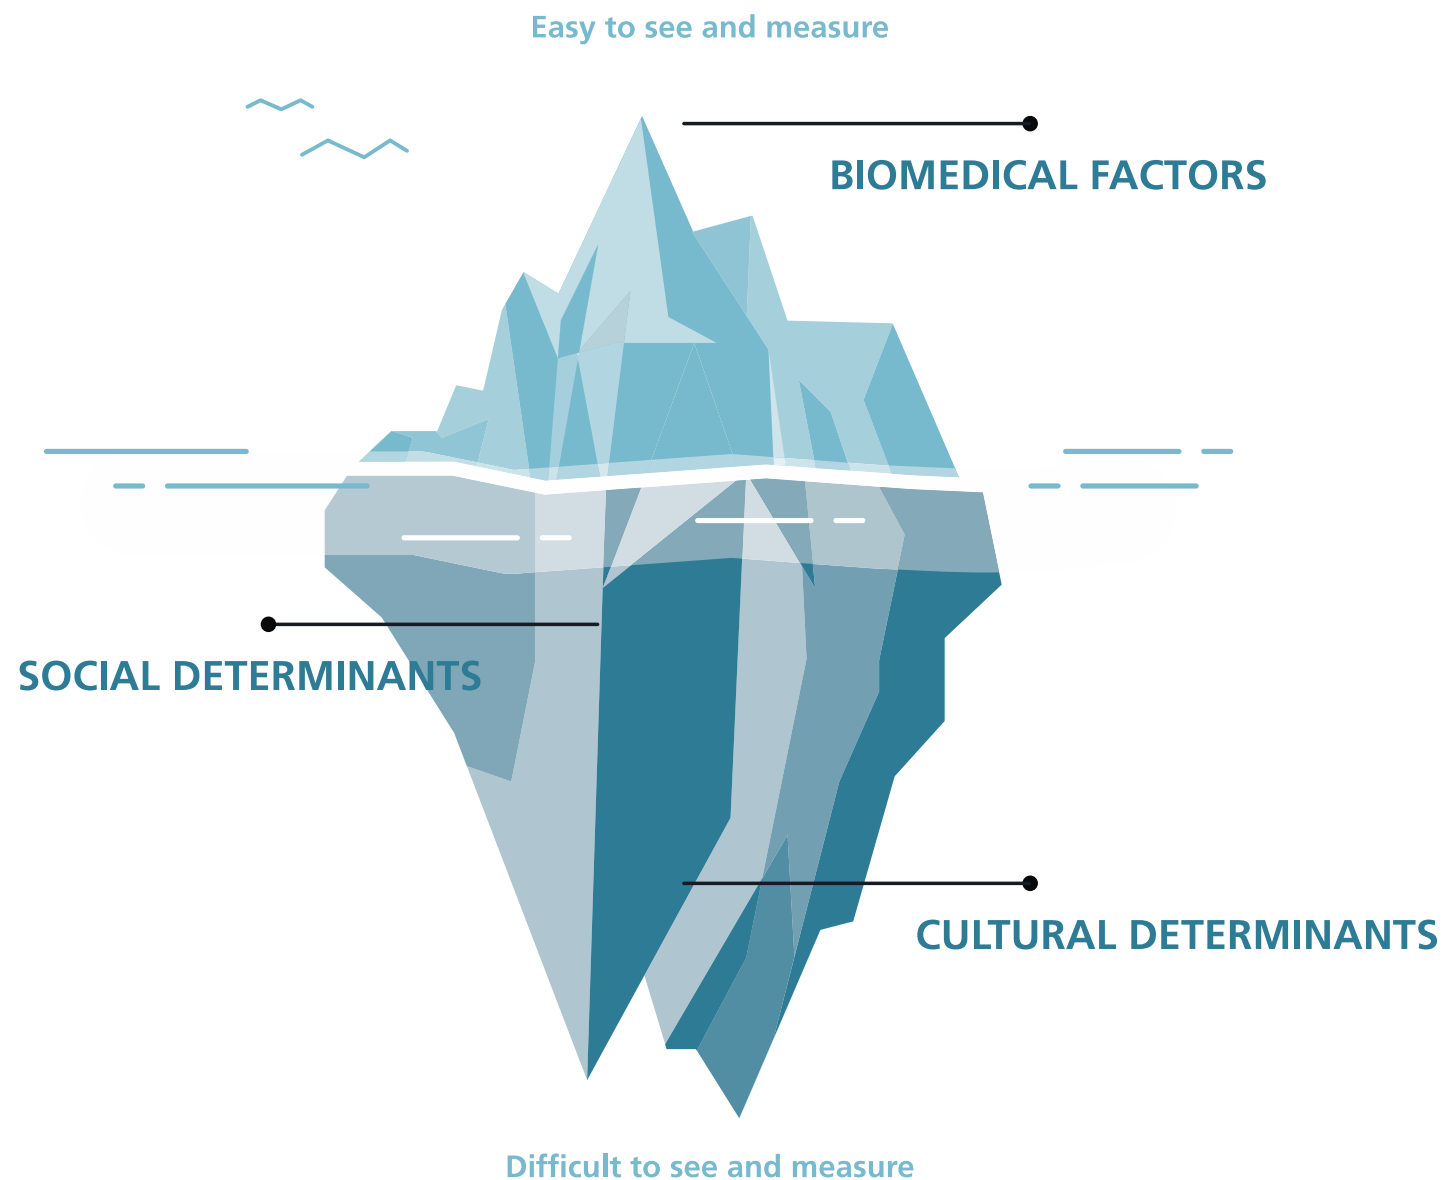 Easy to see and measure
BIOMEDICAL FACTORS
SOCIAL DETERMINANTS
CULTURAL DETERMINANTS
Difficult to see and measure